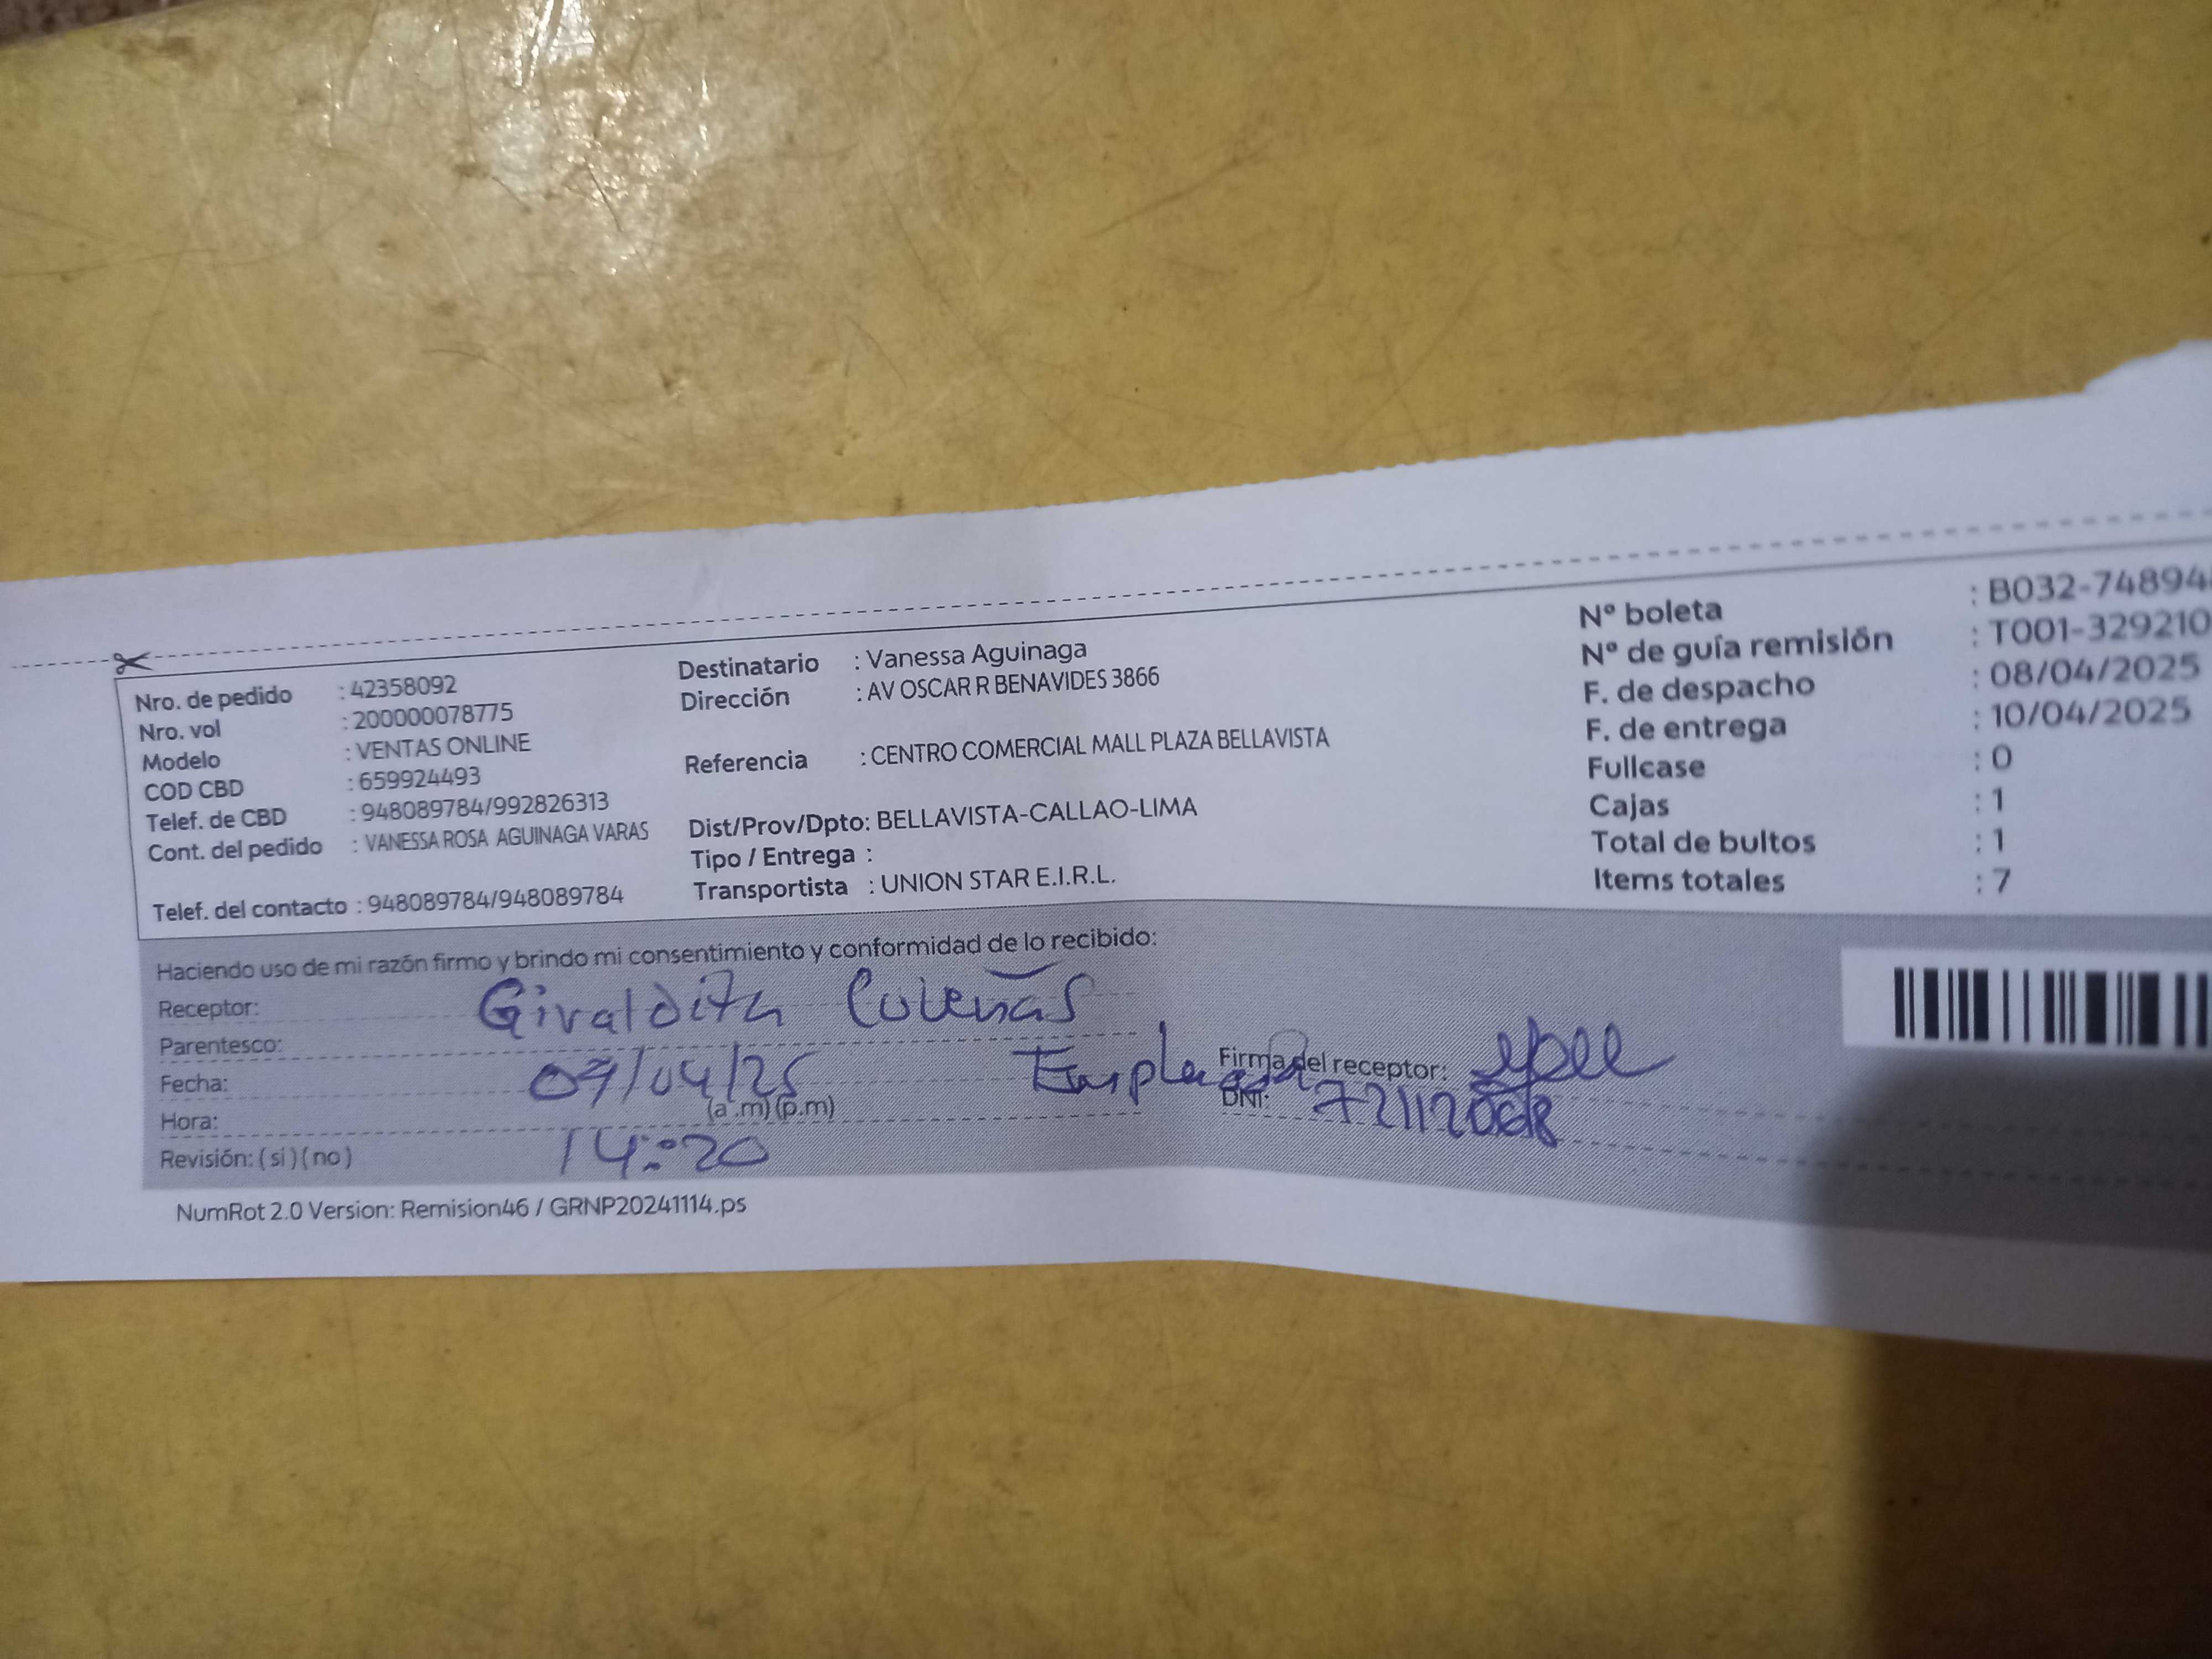 Nro. de pedido : 42358092
Nro. vol : 200000078775
Modelo : VENTAS ONLINE
COD CBD : 659924493
Telef. de CBD : 948089784/992826313
Cont. del pedido : VANESSA ROSA AGUINAGA VARAS
Telef. del contacto : 948089784/948089784
Destinatario : Vanessa Aguinaga
Dirección : AV OSCAR R BENAVIDES 3866
Referencia : CENTRO COMERCIAL MALL PLAZA BELLAVISTA
Dist/Prov/Dpto: BELLAVISTA-CALLAO-LIMA
Tipo / Entrega :
Transportista : UNION STAR E.I.R.L.
Nº boleta : B032-74894
Nº de guía remisión : T001-329210
F. de despacho : 08/04/2025
F. de entrega : 10/04/2025
Fullcase : 0
Cajas : 1
Total de bultos : 1
Items totales : 7
Haciendo uso de mi razón firmo y brindo mi consentimiento y conformidad de lo recibido:
Receptor:
Parentesco:
Fecha: /04/25
Hora: (a .m) (p.m)
14:20
Revisión: ( si ) ( no )
Firma del receptor:
DNI:
NumRot 2.0 Version: Remision46 / GRNP20241114.ps